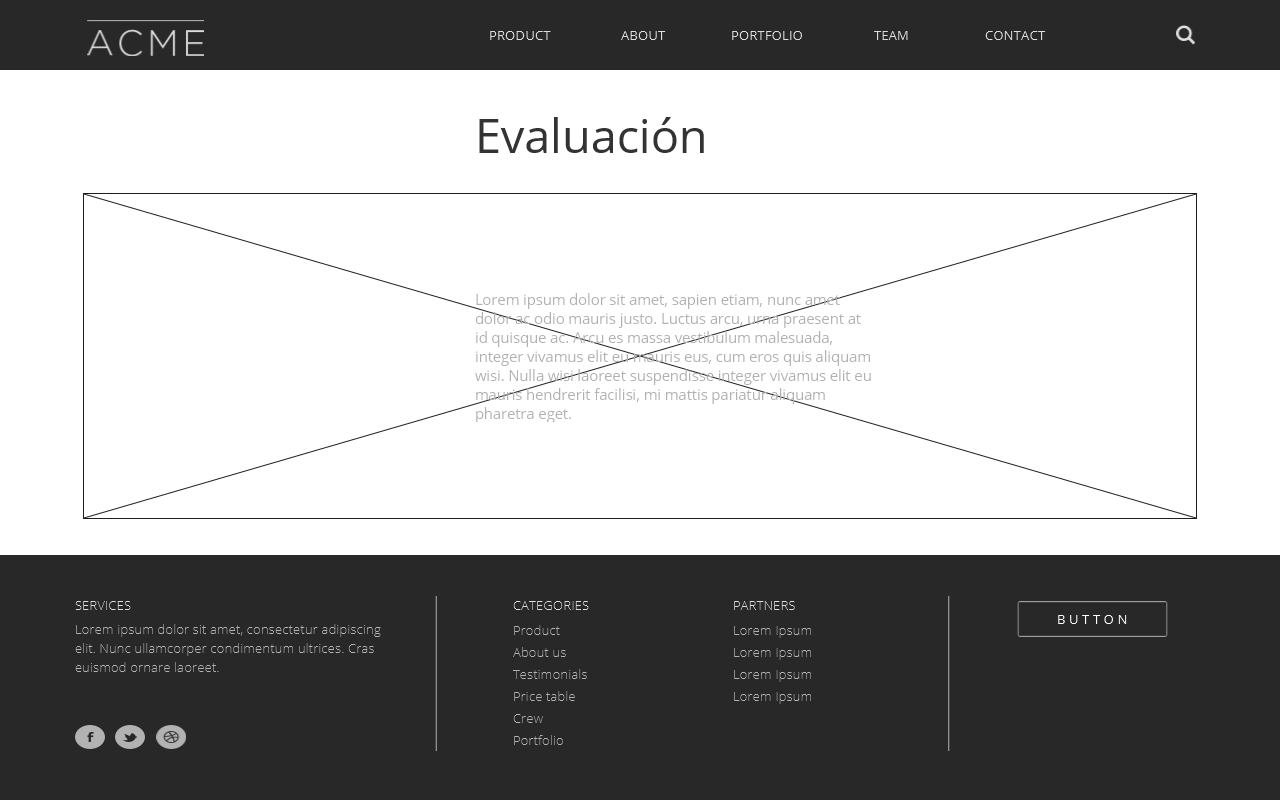 ACME
PRODUCT
ABOUT
PORTFOLIO
TEAM
CONTACT
Evaluación
Lorem ipsum dolor sit amet, sapien etiam, nunc amet
dolor ac odio mauris justo. Luctus arcu, urna praesent at
id quisque ac. Arcu es massa vestibulum malesuada,
integer vivamus elit eu mauris eus, cum eros quis aliquam
wisi. Nulla wisi laoreet suspendisse integer vivamus elit eu
mauris hendrerit facilisi, mi mattis pariatur aliquam
pharetra eget.
SERVICES
Lorem ipsum dolor sit amet, consectetur adipiscing
elit. Nunc ullamcorper condimentum ultrices. Cras
euismod ornare laoreet.
CATEGORIES
Product
About us
Testimonials
Price table
Crew
Portfolio
PARTNERS
Lorem Ipsum
Lorem Ipsum
Lorem Ipsum
Lorem Ipsum
BUTTON